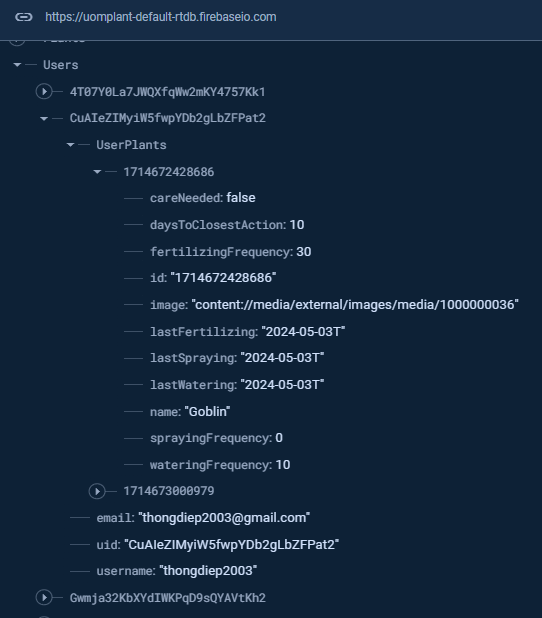 https://uomplant-default-rtdb.firebaseio.com
Users
4T07Y0La7JWQXfqWw2mKY4757Kk1
CuAIeZIMyiW5fwpYDb2gLbZFPat2
UserPlants
1714672428686
careNeeded: false
daysToClosestAction: 10
fertilizingFrequency: 30
id: "1714672428686"
image: "content://media/external/images/media/1000000036"
lastFertilizing: "2024-05-03T"
lastSpraying: "2024-05-03T"
lastWatering: "2024-05-03T"
name: "Goblin"
sprayingFrequency: 0
wateringFrequency: 10
1714673000979
email: "thongdiep2003@gmail.com"
uid: "CuAIeZIMyiW5fwpYDb2gLbZFPat2"
username: "thongdiep2003"
Gwmja32KbXYdIWKPqD9sQYAVtKh2